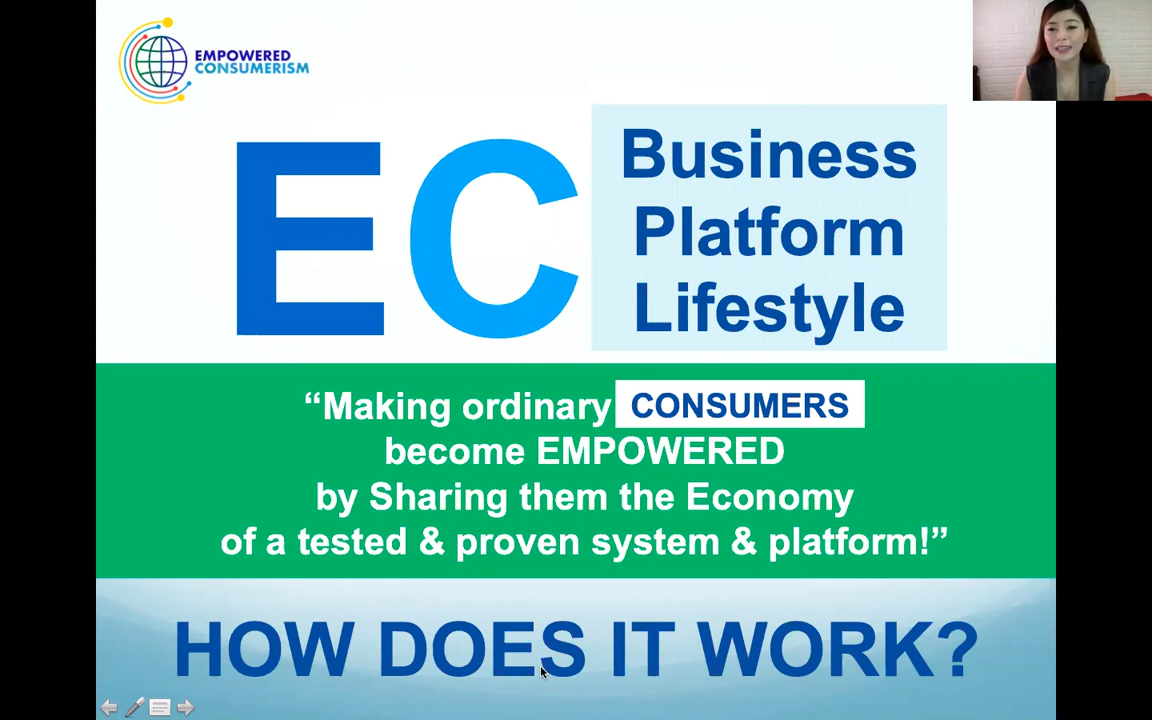 EMPOWERED
CONSUMERISM
EC
Business
Platform
Lifestyle
“Making ordinary CONSUMERS
become EMPOWERED
by Sharing them the Economy
of a tested & proven system & platform!”
HOW DOES IT WORK?